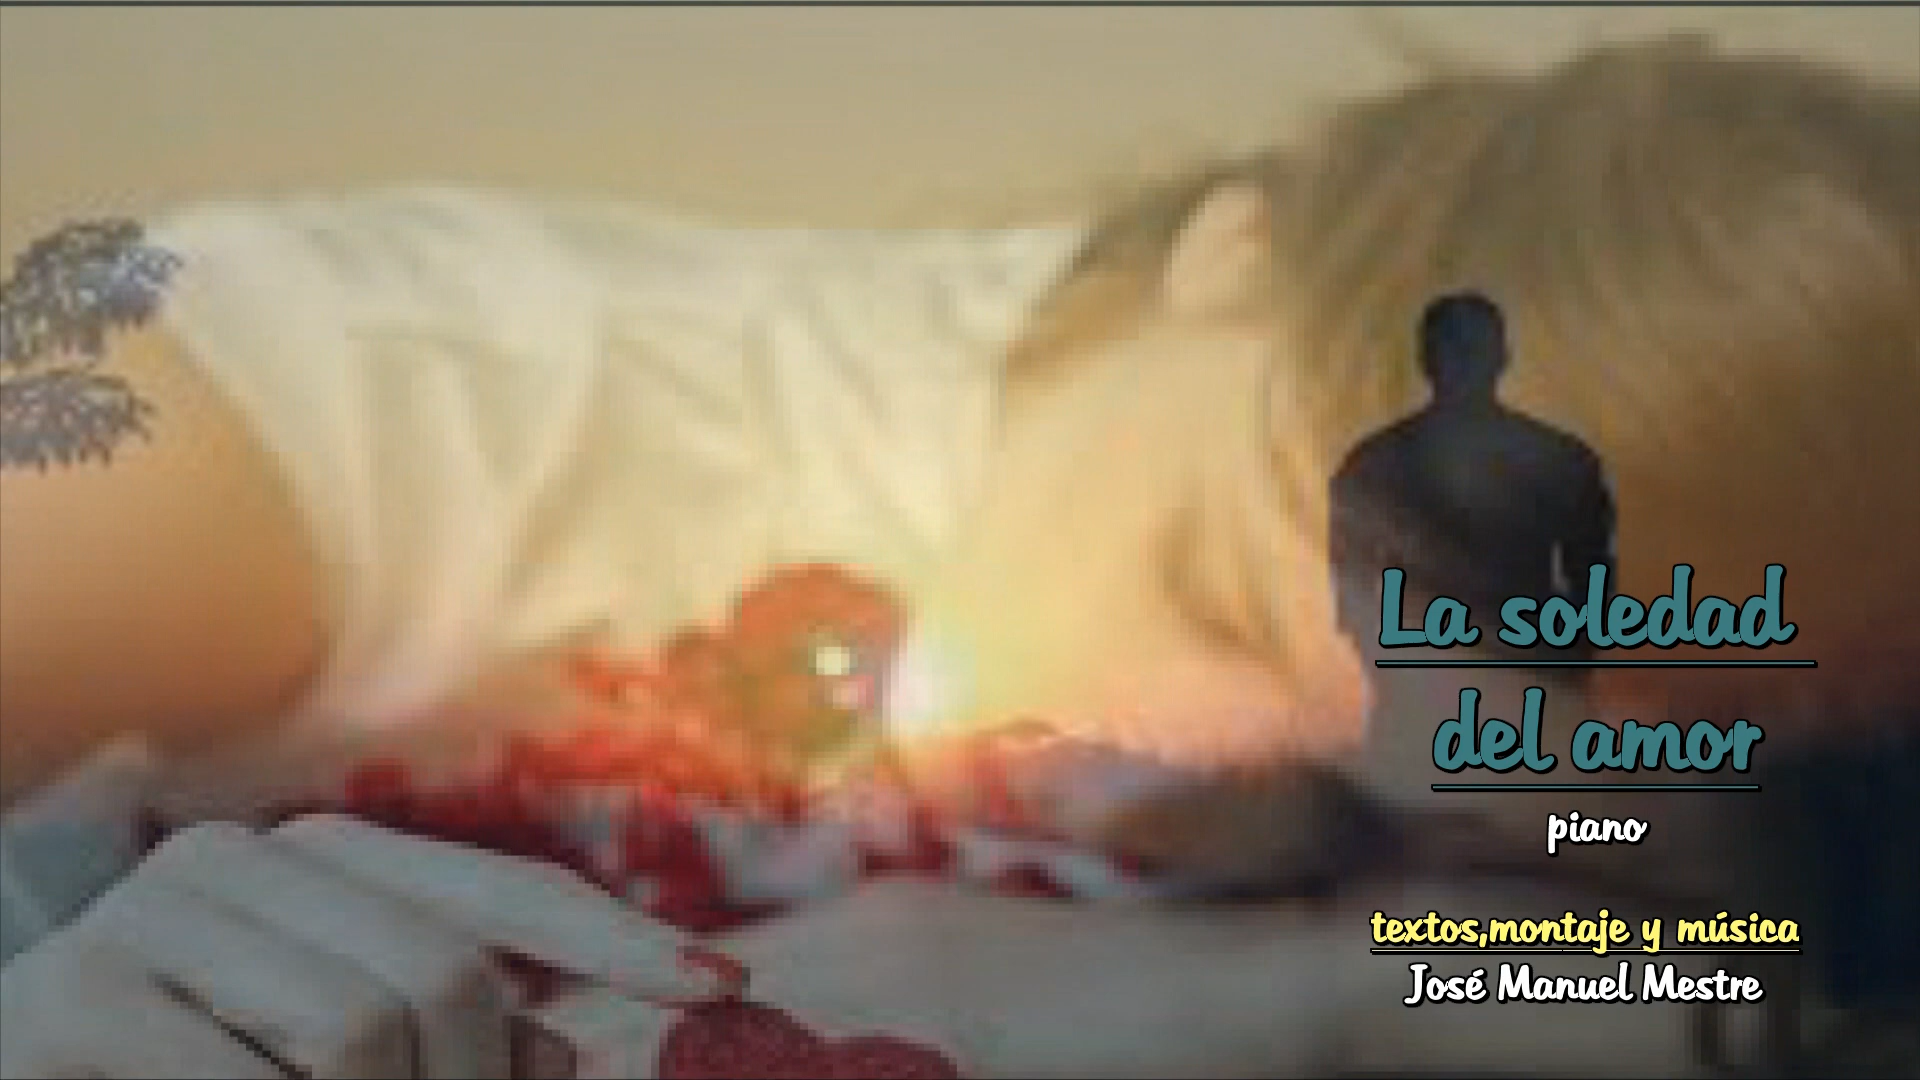 La soledad
del amor
piano
textos,montaje y música
José Manuel Mestre